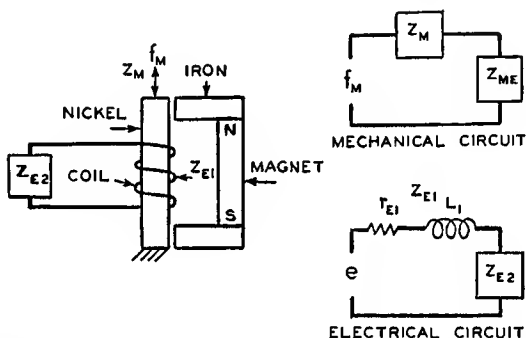 f_M
Z_M
IRON
NICKEL
N
Z_E2
COIL
Z_E1
MAGNET
S
Z_M
f_M
Z_ME
MECHANICAL CIRCUIT
Z_E1
r_E1 L_1
e
Z_E2
ELECTRICAL CIRCUIT